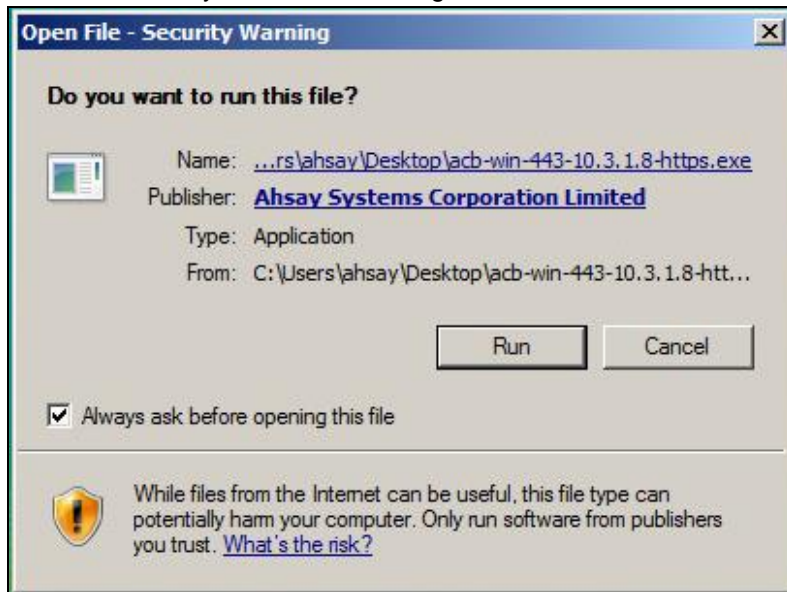 Open File - Security Warning
Do you want to run this file?
Name: ...rs\ahsay\Desktop\acb-win-443-10.3.1.8-https.exe
Publisher: Ahsay Systems Corporation Limited
Type: Application
From: C:\Users\ahsay\Desktop\acb-win-443-10.3.1.8-htt...
Run Cancel
Always ask before opening this file
While files from the Internet can be useful, this file type can
potentially harm your computer. Only run software from publishers
you trust. What's the risk?